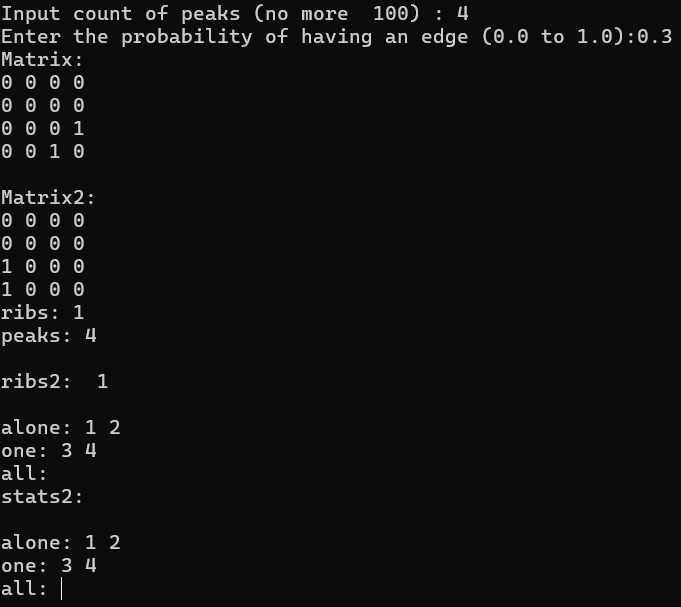 Input count of peaks (no more  100) : 4
Enter the probability of having an edge (0.0 to 1.0):0.3
Matrix:
0 0 0 0
0 0 0 0
0 0 0 1
0 0 1 0
Matrix2:
0 0 0 0
0 0 0 0
1 0 0 0
1 0 0 0
ribs: 1
peaks: 4
ribs2:  1
alone: 1 2
one: 3 4
all:
stats2:
alone: 1 2
one: 3 4
all: